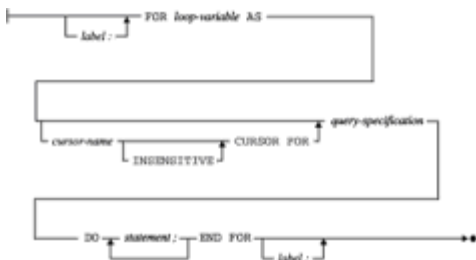 FOR loop-variable AS
label :
query-specification
cursor-name CURSOR FOR
INSENSITIVE
DO statement ; END FOR
label :